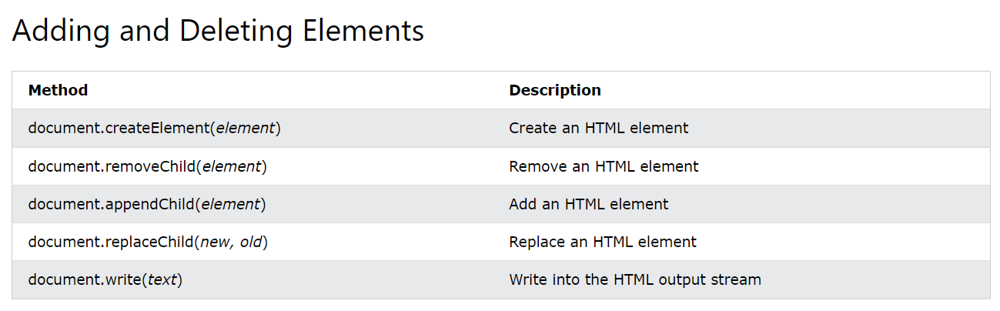 Adding and Deleting Elements
Method Description
document.createElement(element) Create an HTML element
document.removeChild(element) Remove an HTML element
document.appendChild(element) Add an HTML element
document.replaceChild(new, old) Replace an HTML element
document.write(text) Write into the HTML output stream